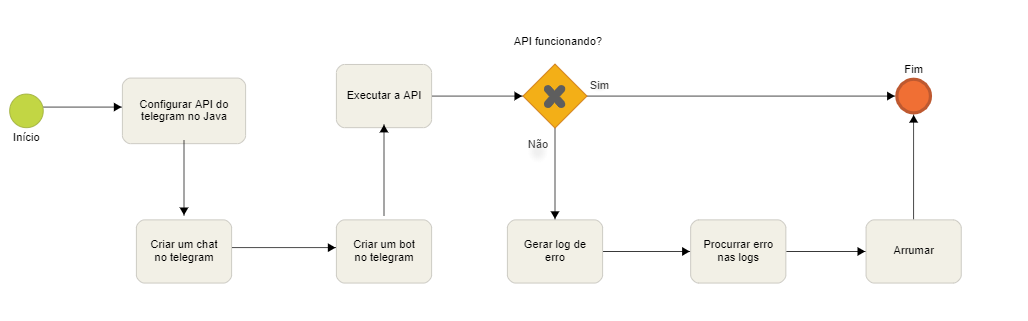 Início
Configurar API do
telegram no Java
Criar um chat
no telegram
Criar um bot
no telegram
Executar a API
API funcionando?
Sim
Não
Gerar log de
erro
Procurrar erro
nas logs
Arrumar
Fim